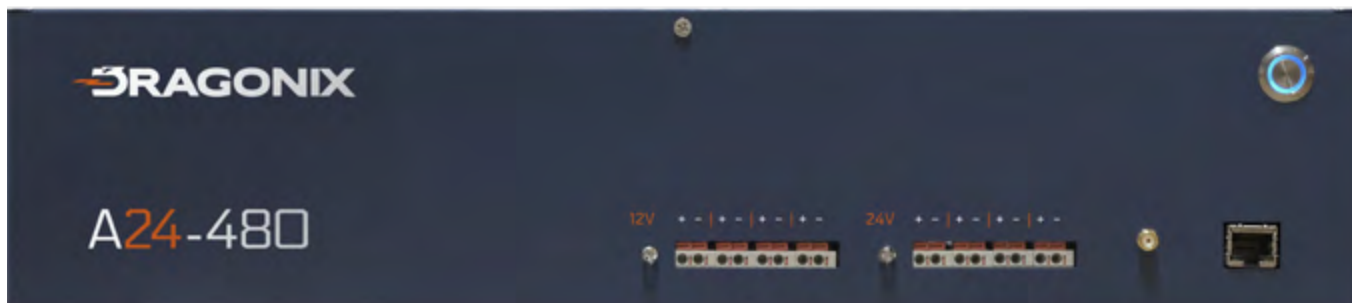 DRAGONIX
A24-480
12V + - | + - | + - | + -
24V + - | + - | + - | + -